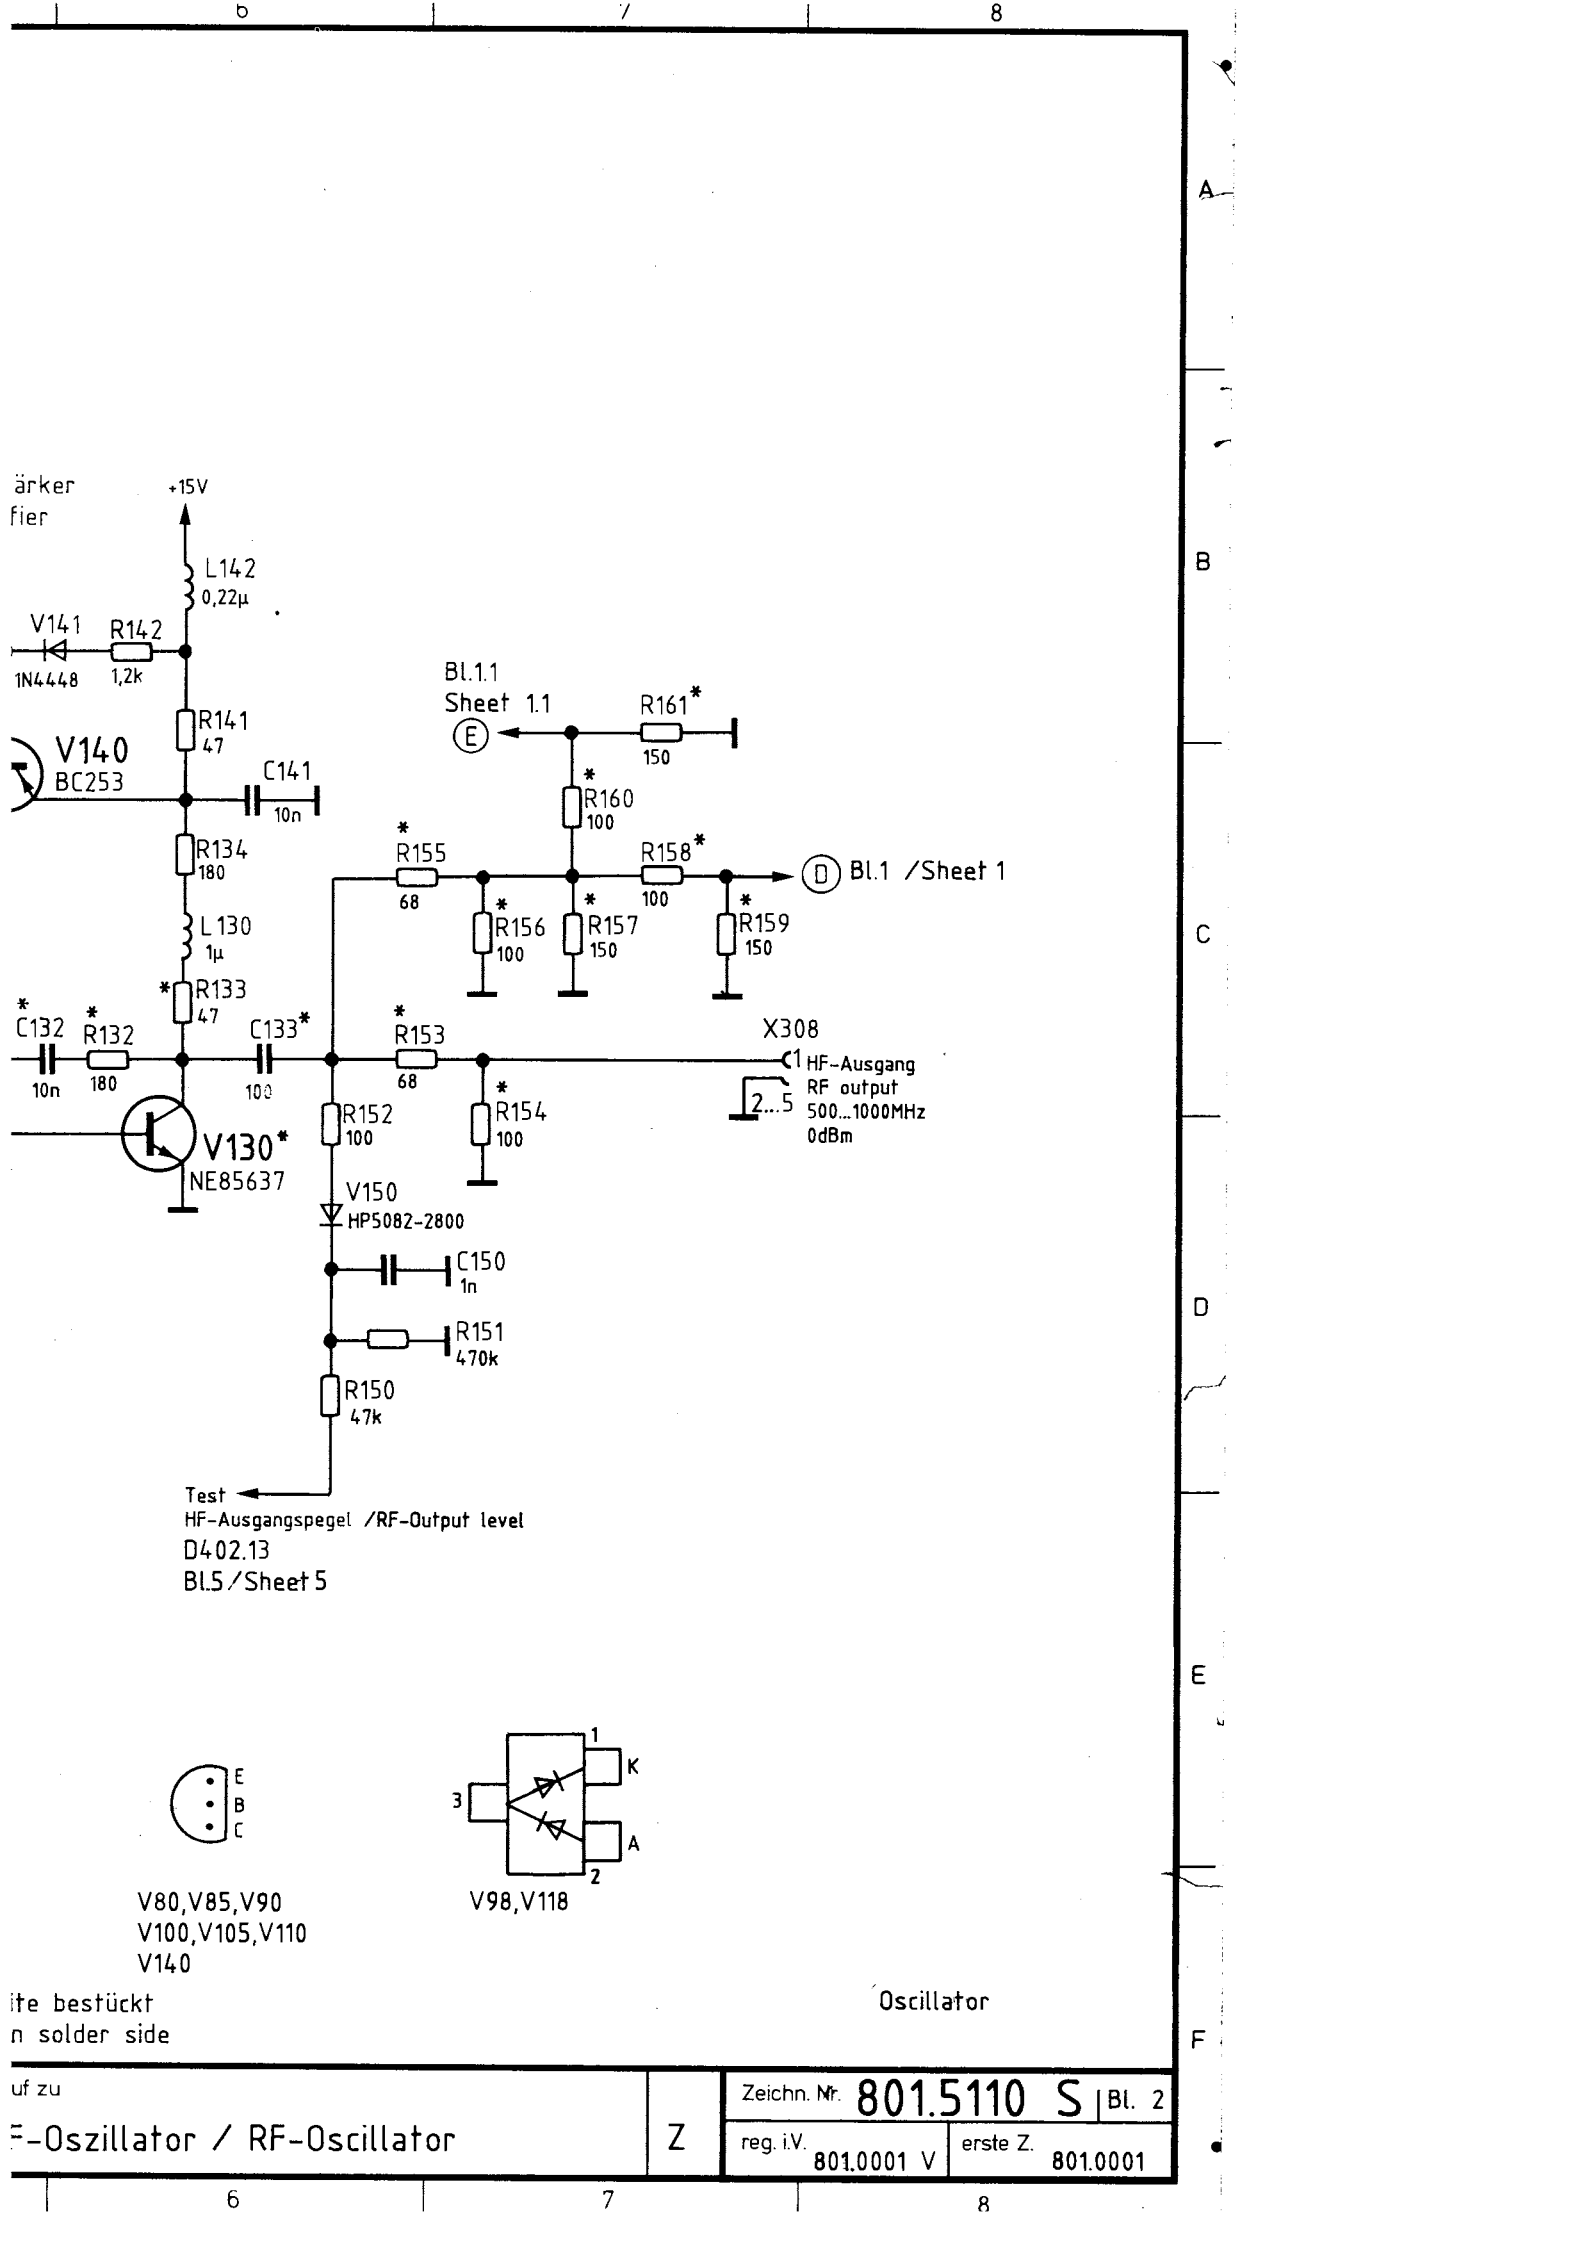 6 7 8
A
ärker
fier
+15V
L142
0,22µ
B
V141
1N4448
R142
1,2k
R141
47
V140
BC253
C141
10n
Bl.1.1
Sheet 1.1
E
R161*
150
*
R160
100
R134
180
*
R155
68
R158*
100
D Bl.1 /Sheet 1
*
R156
100
*
R157
150
*
R159
150
C
L130
1µ
*
R133
47
*
C132
10n
*
R132
180
C133*
100
*
R153
68
X308
1 HF-Ausgang
RF output
2...5 500...1000MHz
0dBm
V130*
NE85637
R152
100
*
R154
100
V150
HP5082-2800
C150
1n
D
R151
470k
R150
47k
Test
HF-Ausgangspegel /RF-Output level
D402.13
Bl.5/Sheet 5
E
E
B
C
1
K
3
A
2
V80,V85,V90
V100,V105,V110
V140
V98,V118
ite bestückt
n solder side
Oscillator
F
uf zu
F-Oszillator / RF-Oscillator
Z
Zeichn. Nr. 801.5110 S Bl. 2
reg. i.V. 801.0001 V
erste Z. 801.0001
6 7 8